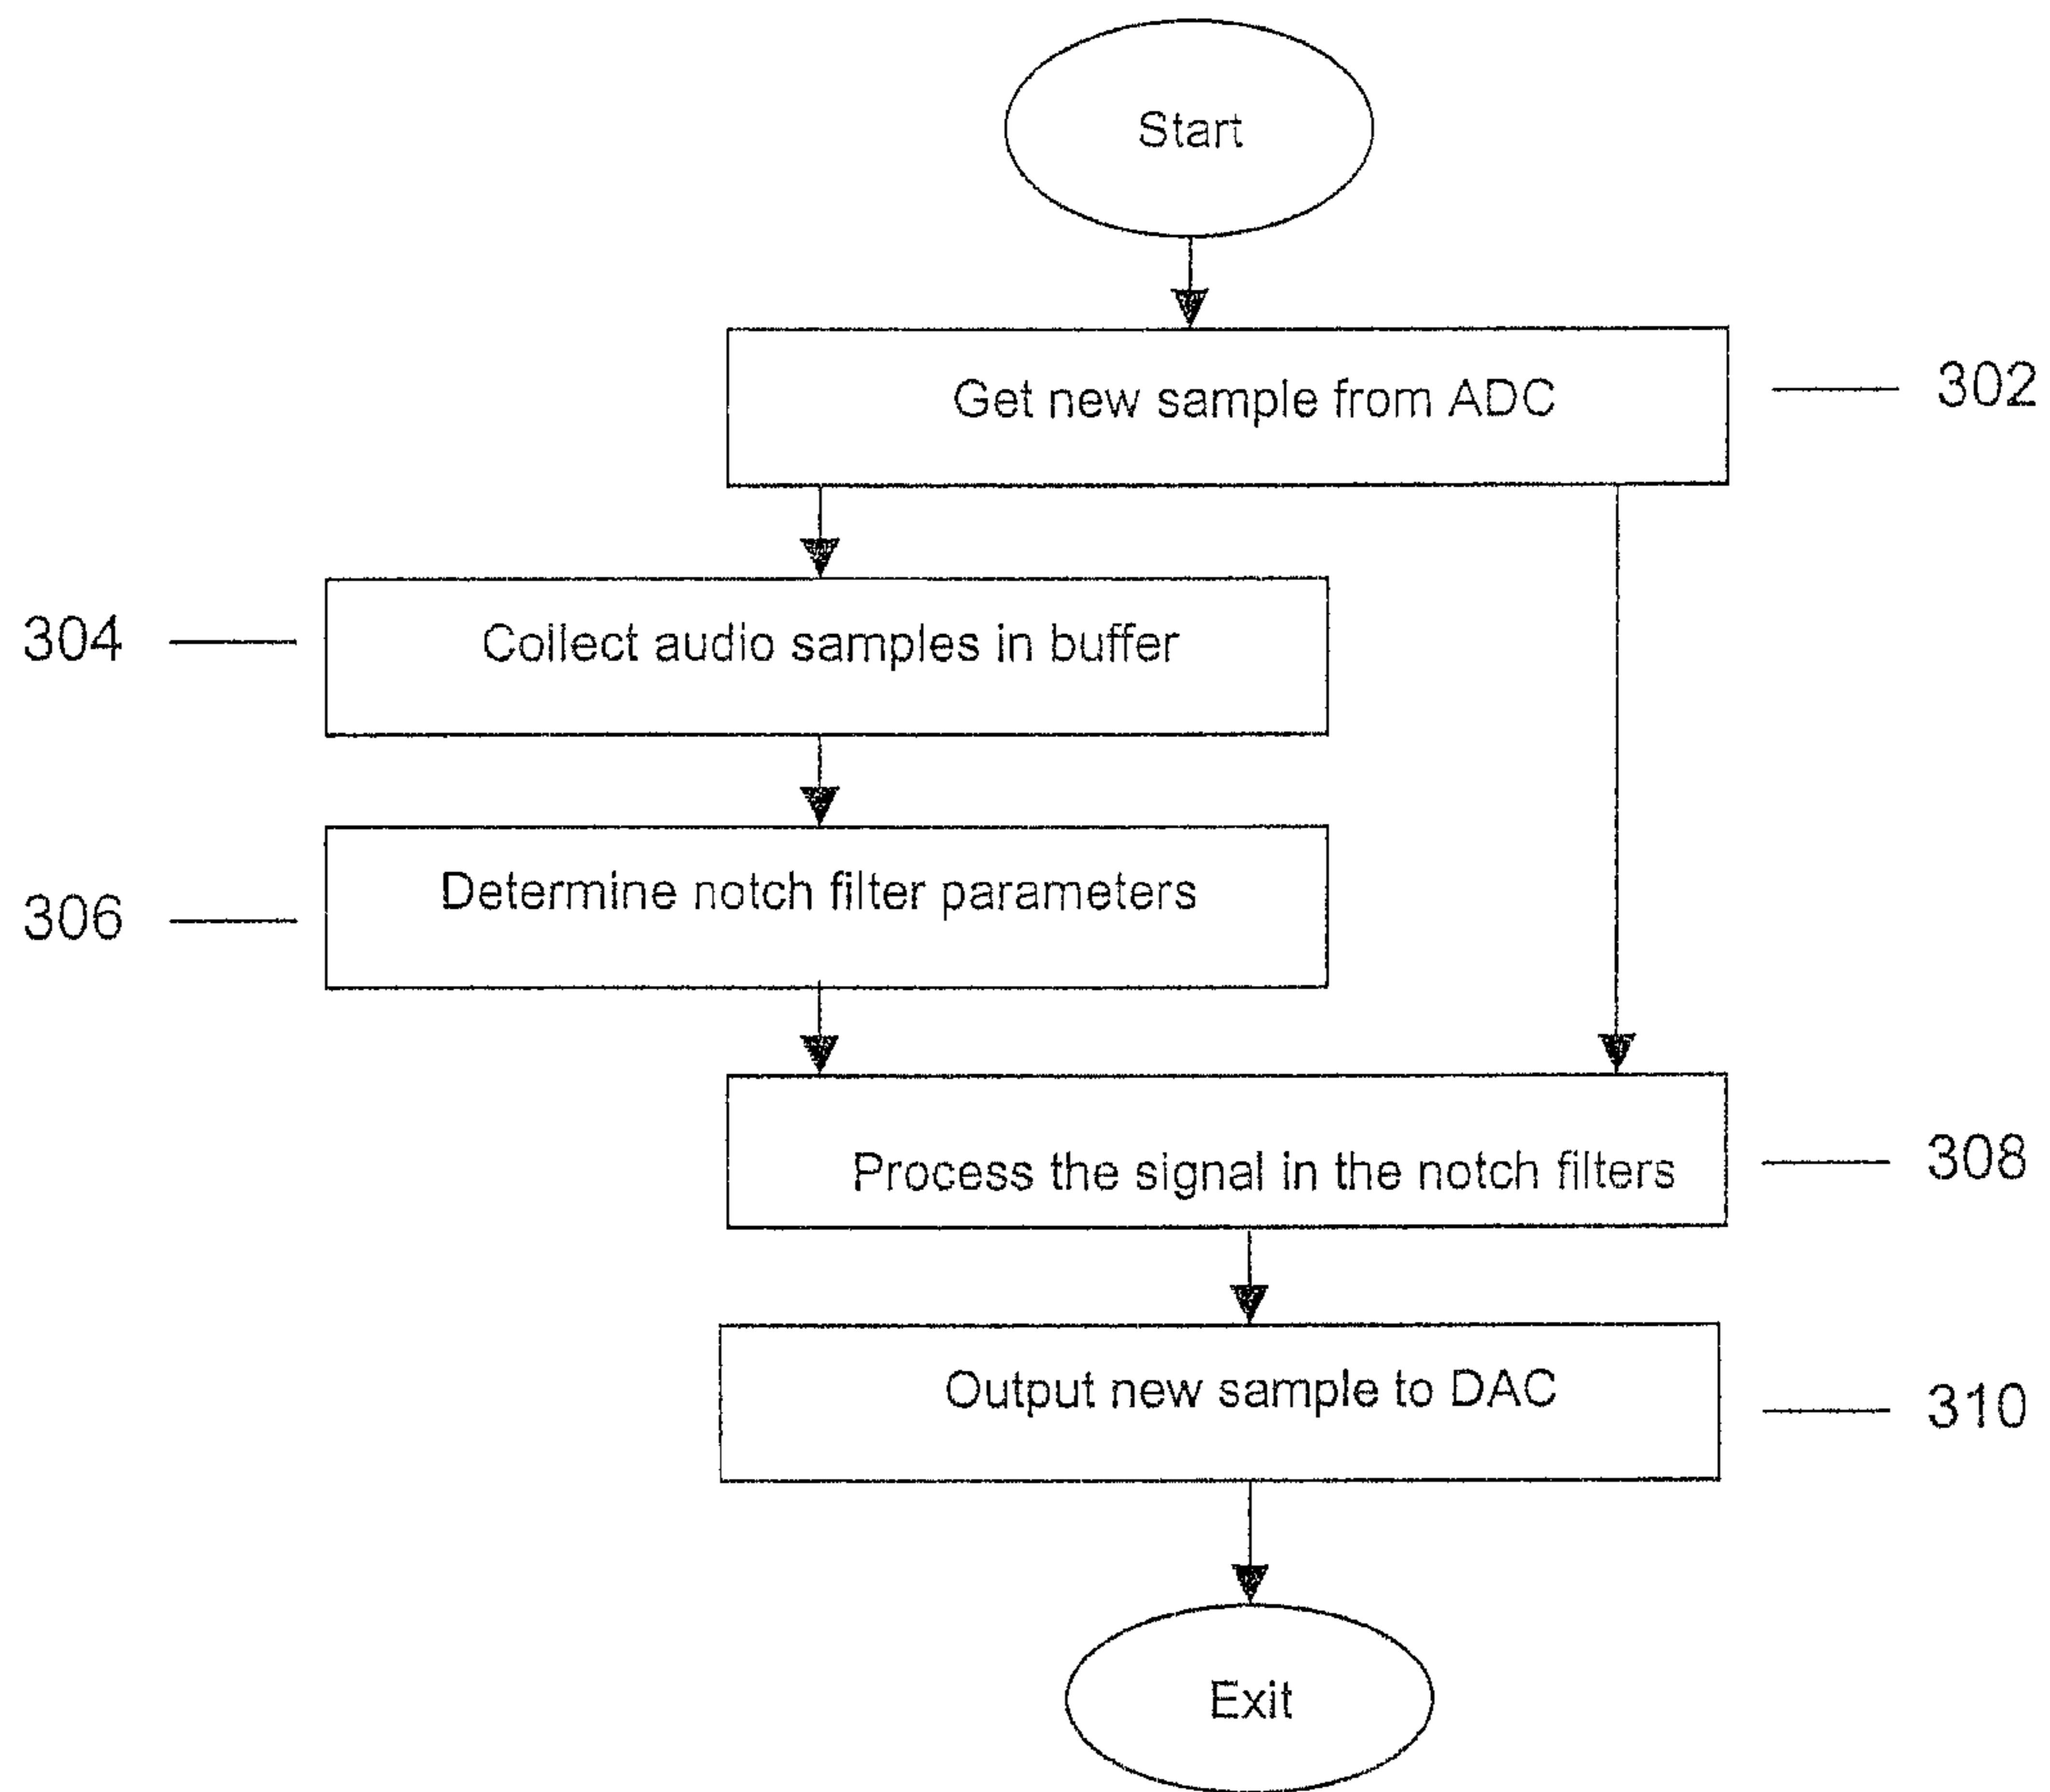 Start
Get new sample from ADC
302
304
Collect audio samples in buffer
306
Determine notch filter parameters
Process the signal in the notch filters
308
Output new sample to DAC
310
Exit